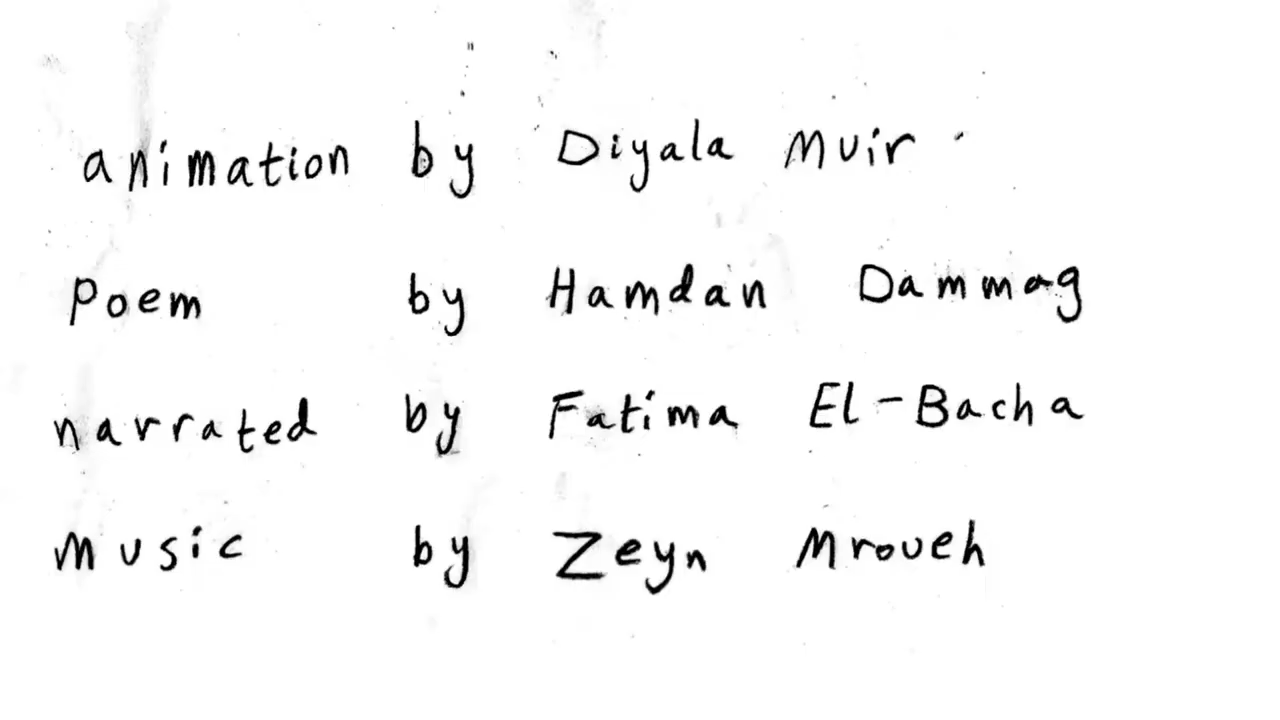 animation by Diyala Muir
Poem by Hamdan Dammag
narrated by Fatima El-Bacha
music by Zeyn Mroueh